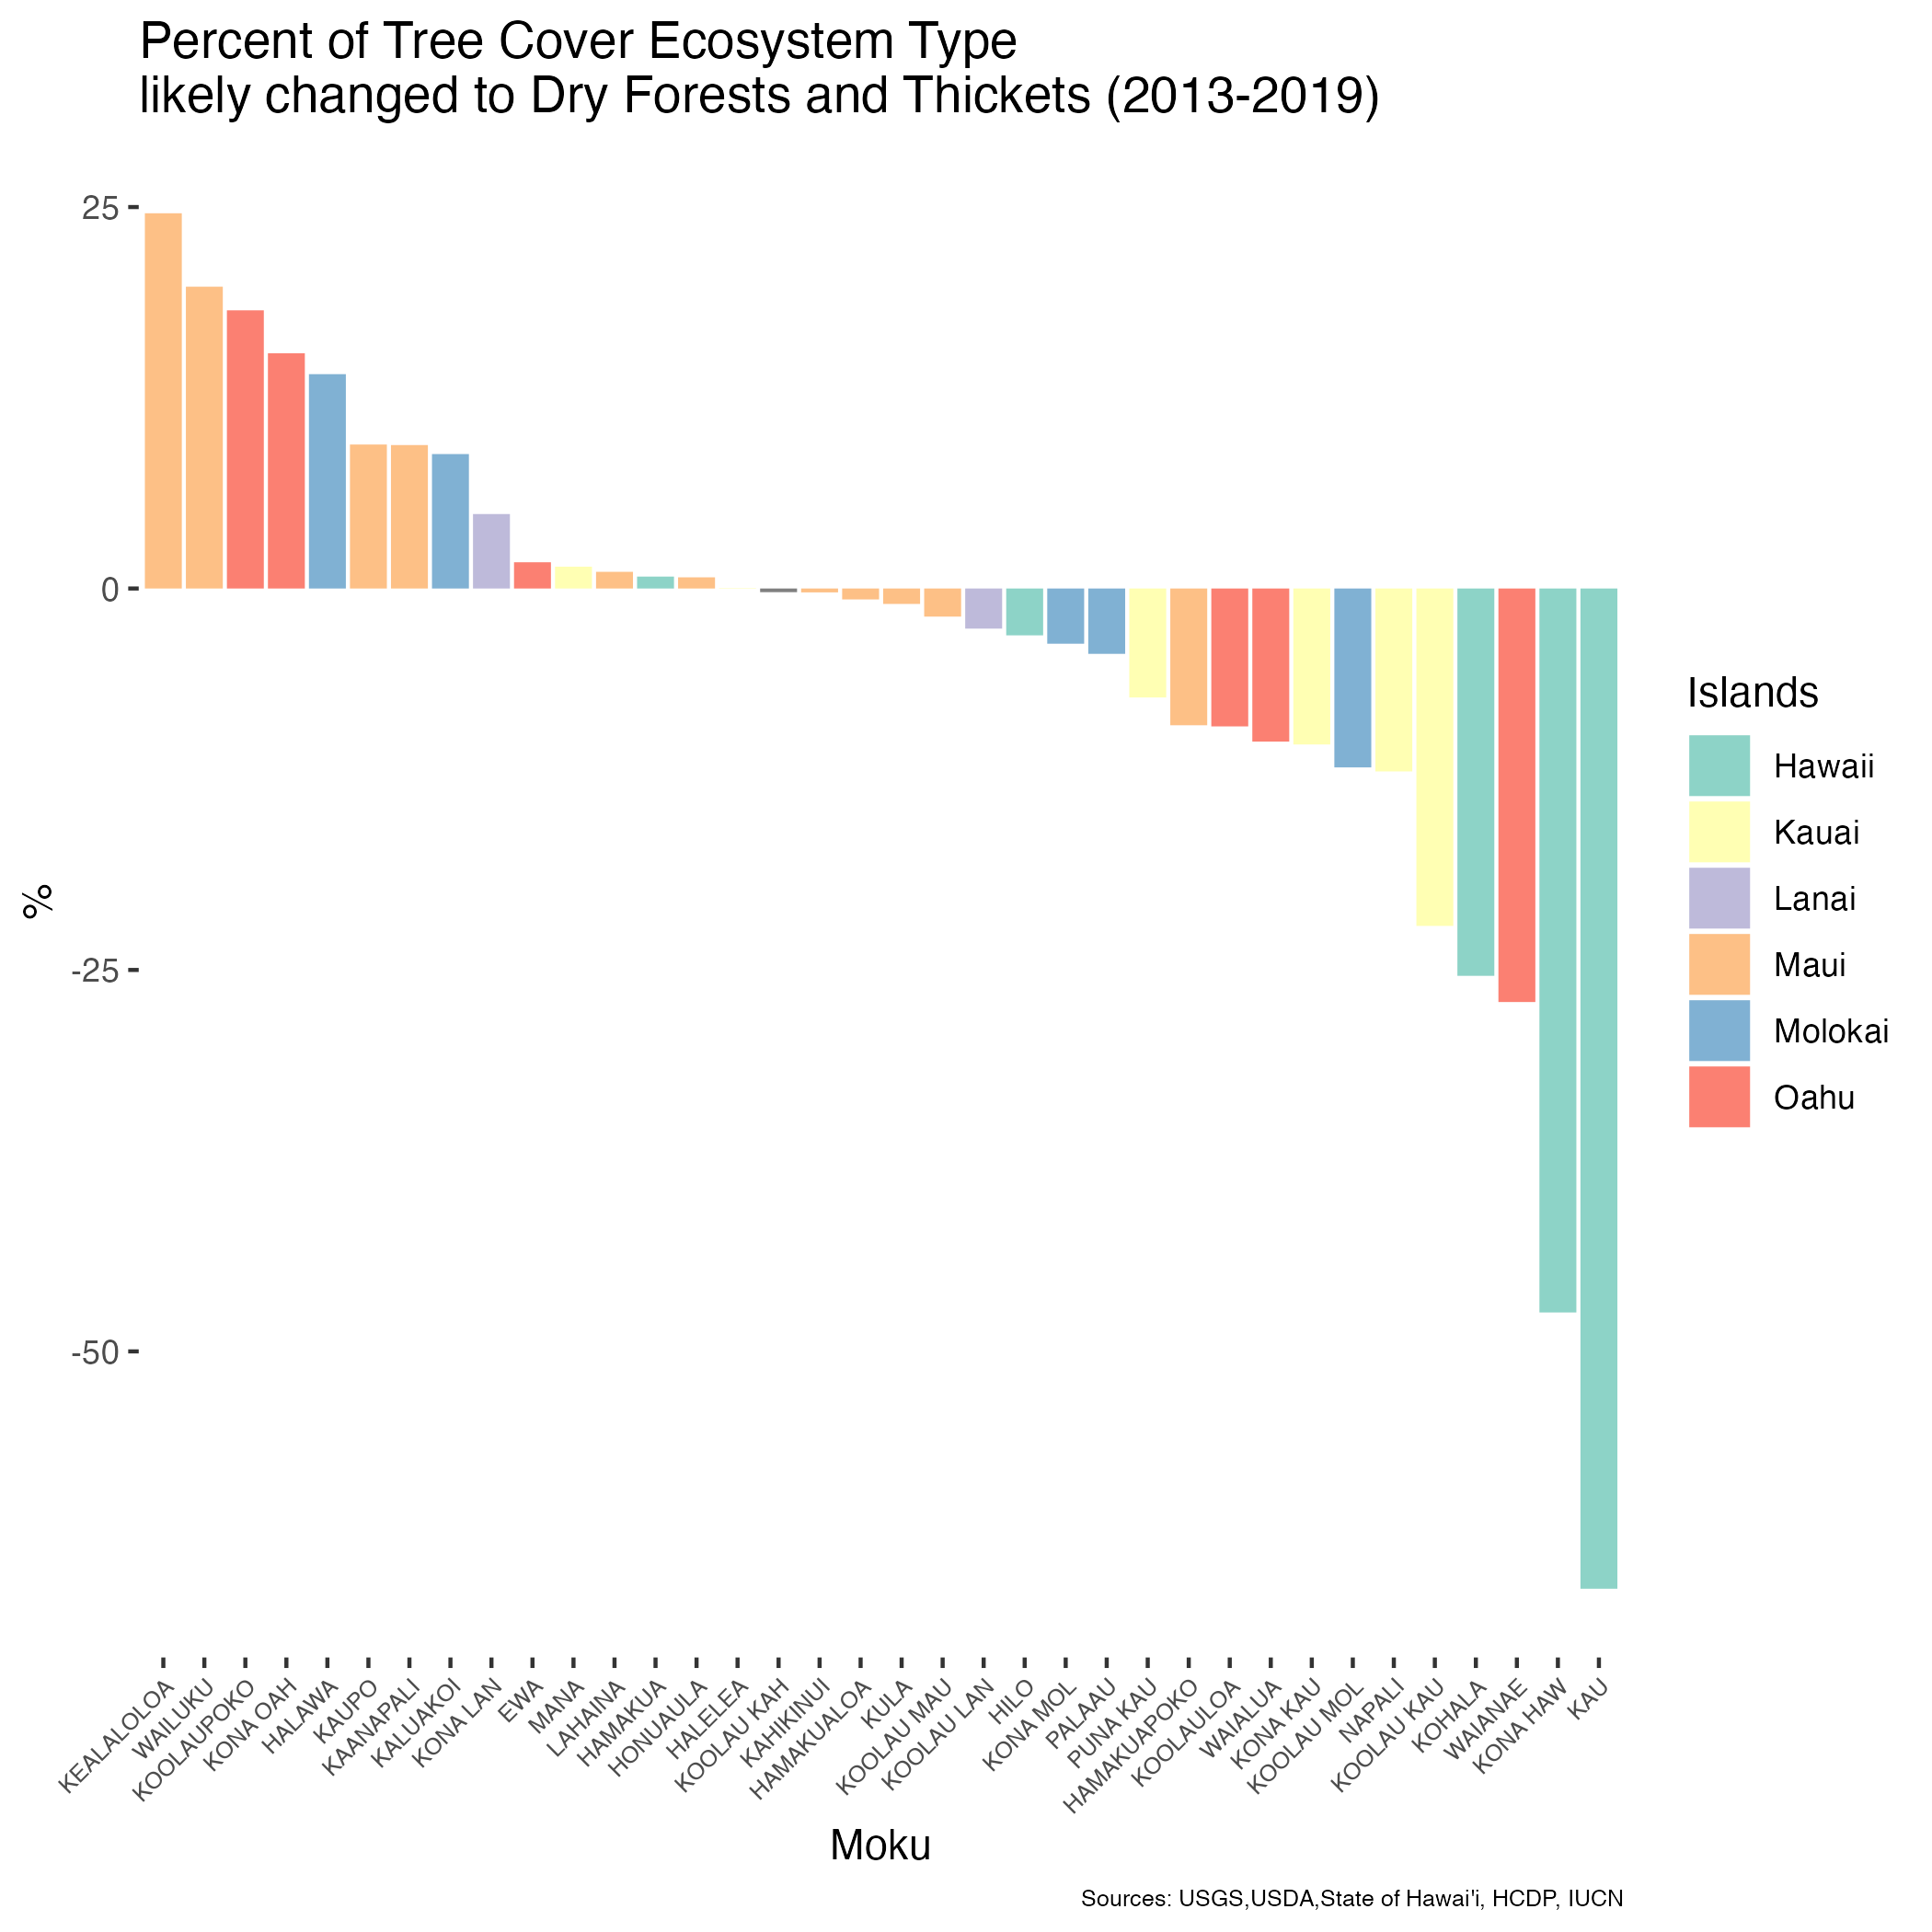 Percent of Tree Cover Ecosystem Type
likely changed to Dry Forests and Thickets (2013-2019)
25
0
-25
-50
%
KEALALOLOA
WAILUKU
KOOLAUPOKO
KONA OAH
HALAWA
KAUPO
KAANAPALI
KALUAKOI
KONA LAN
EWA
MANA
LAHAINA
HAMAKUA
HONUAULA
HALELEA
KOOLAU KAH
KAHIKINUI
HAMAKUALOA
KULA
KOOLAU MAU
KOOLAU LAN
HILO
KONA MOL
PALAAU
PUNA KAU
HAMAKUAPOKO
KOOLAULOA
WAIALUA
KONA KAU
KOOLAU MOL
NAPALI
KOOLAU KAU
KOHALA
WAIANAE
KONA HAW
KAU
Moku
Islands
Hawaii
Kauai
Lanai
Maui
Molokai
Oahu
Sources: USGS,USDA,State of Hawai'i, HCDP, IUCN